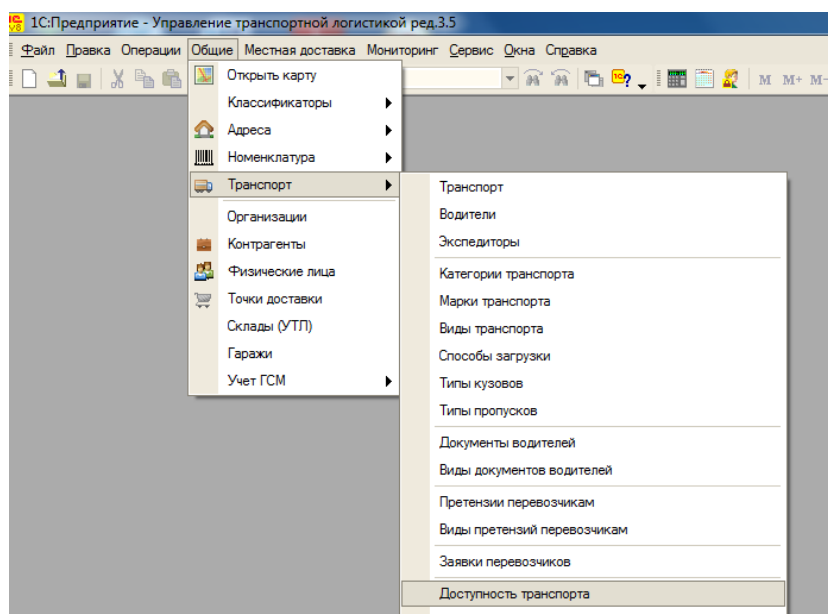 1С:Предприятие - Управление транспортной логистикой ред.3.5
Файл Правка Операции Общие Местная доставка Мониторинг Сервис Окна Справка
M M+ M-
Открыть карту
Классификаторы
Адреса
Номенклатура
Транспорт
Организации
Контрагенты
Физические лица
Точки доставки
Склады (УТЛ)
Гаражи
Учет ГСМ
Транспорт
Водители
Экспедиторы
Категории транспорта
Марки транспорта
Виды транспорта
Способы загрузки
Типы кузовов
Типы пропусков
Документы водителей
Виды документов водителей
Претензии перевозчикам
Виды претензий перевозчикам
Заявки перевозчиков
Доступность транспорта